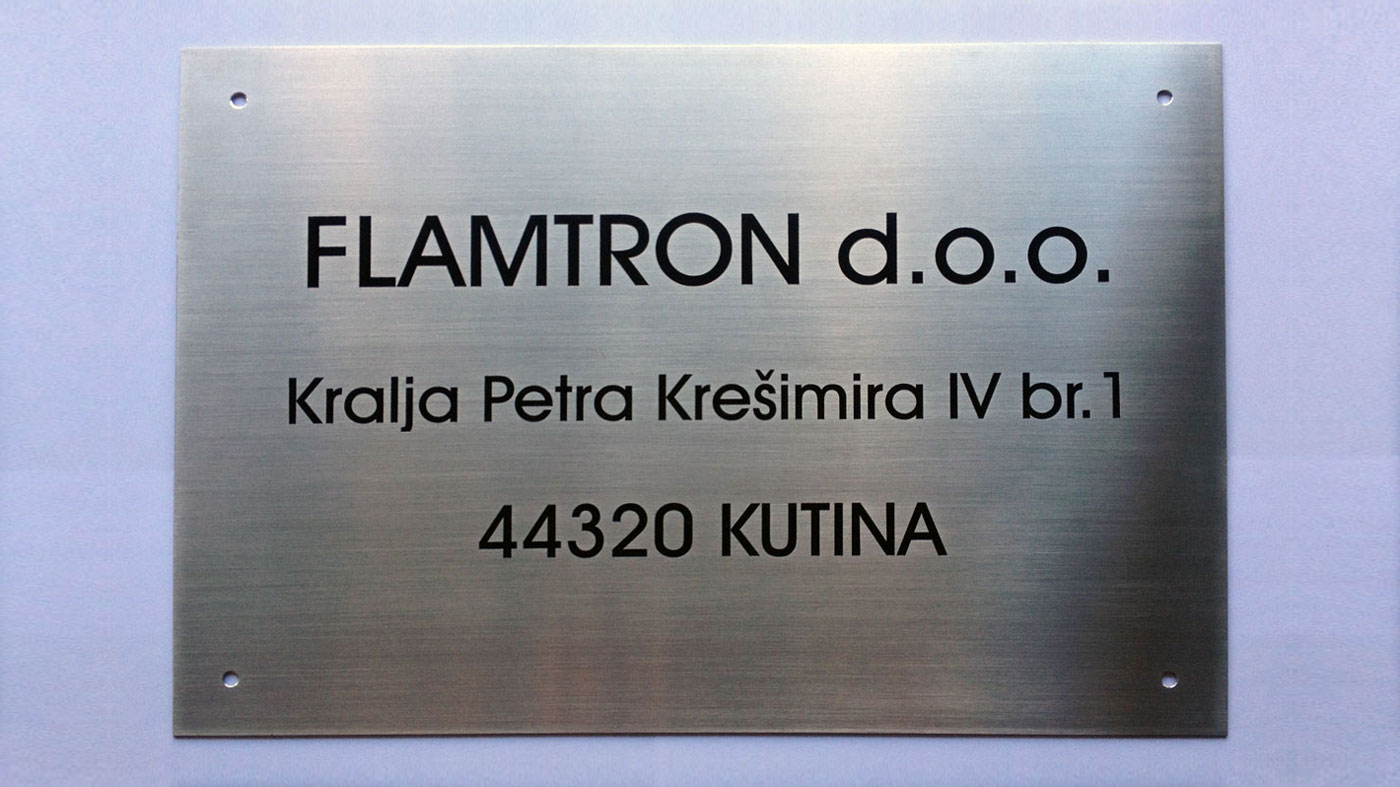 FLAMTRON d.o.o.
Kralja Petra Krešimira IV br.1
44320 KUTINA